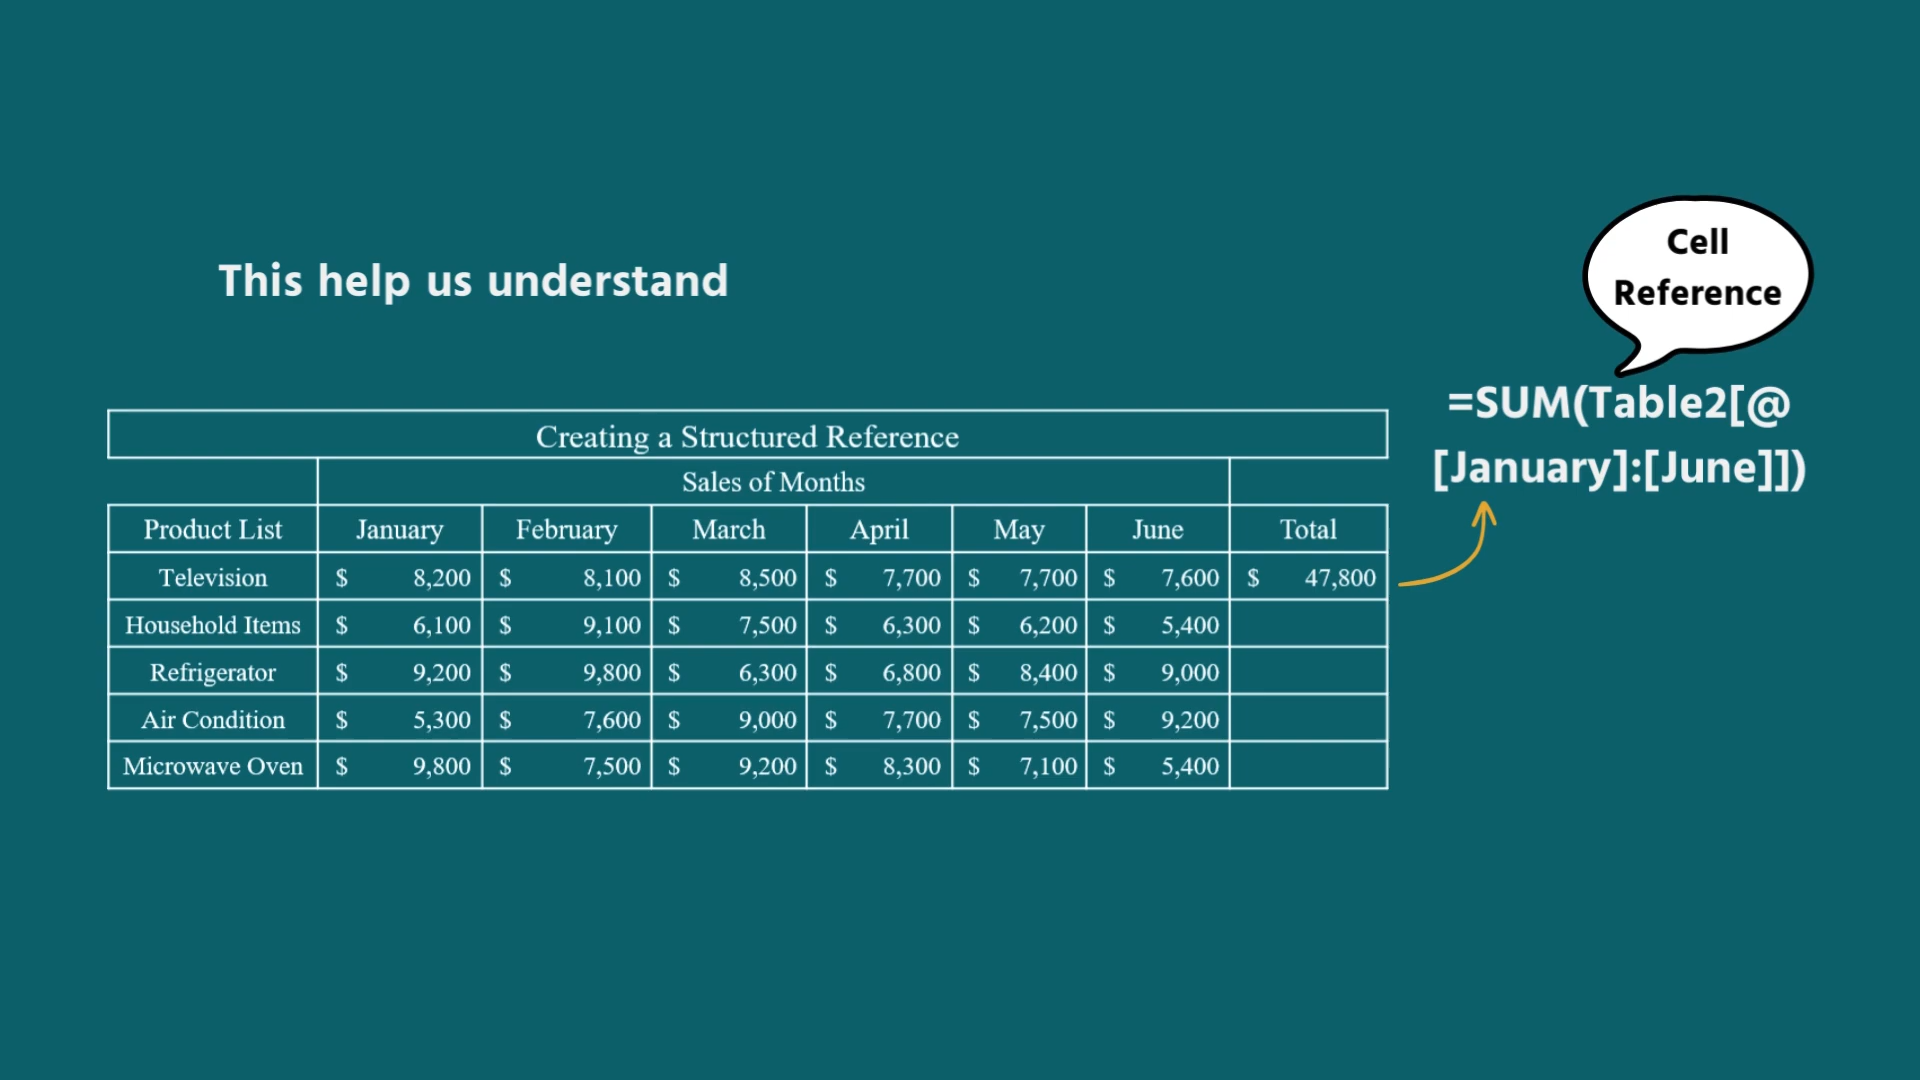 Cell
Reference
This help us understand
=SUM(Table2[@
[January]:[June]])
Creating a Structured Reference
Sales of Months
Product List January February March April May June Total
Television $ 8,200 $ 8,100 $ 8,500 $ 7,700 $ 7,700 $ 7,600 $ 47,800
Household Items $ 6,100 $ 9,100 $ 7,500 $ 6,300 $ 6,200 $ 5,400
Refrigerator $ 9,200 $ 9,800 $ 6,300 $ 6,800 $ 8,400 $ 9,000
Air Condition $ 5,300 $ 7,600 $ 9,000 $ 7,700 $ 7,500 $ 9,200
Microwave Oven $ 9,800 $ 7,500 $ 9,200 $ 8,300 $ 7,100 $ 5,400